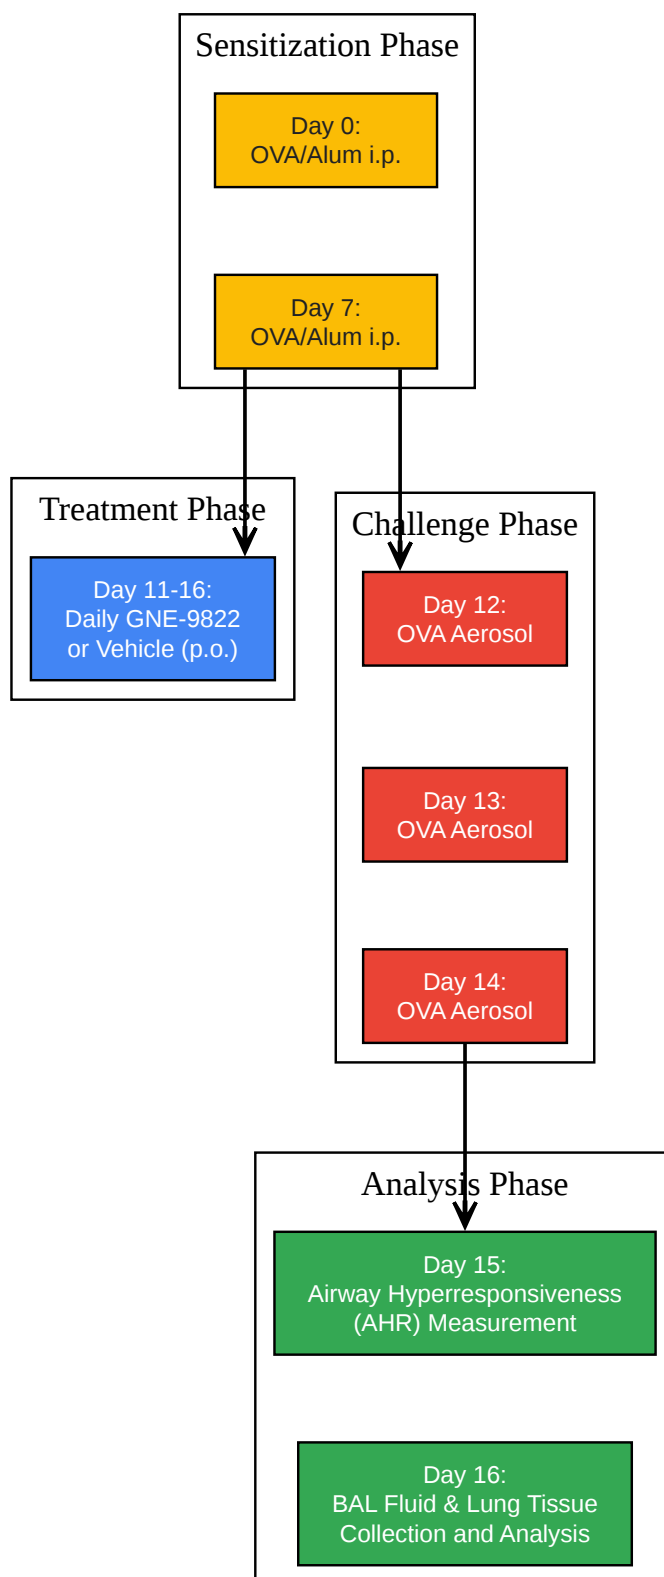 Sensitization Phase
Day 0:
OVA/Alum i.p.
Day 7:
OVA/Alum i.p.
Treatment Phase
Day 11-16:
Daily GNE-9822
or Vehicle (p.o.)
Challenge Phase
Day 12:
OVA Aerosol
Day 13:
OVA Aerosol
Day 14:
OVA Aerosol
Analysis Phase
Day 15:
Airway Hyperresponsiveness
(AHR) Measurement
Day 16:
BAL Fluid & Lung Tissue
Collection and Analysis